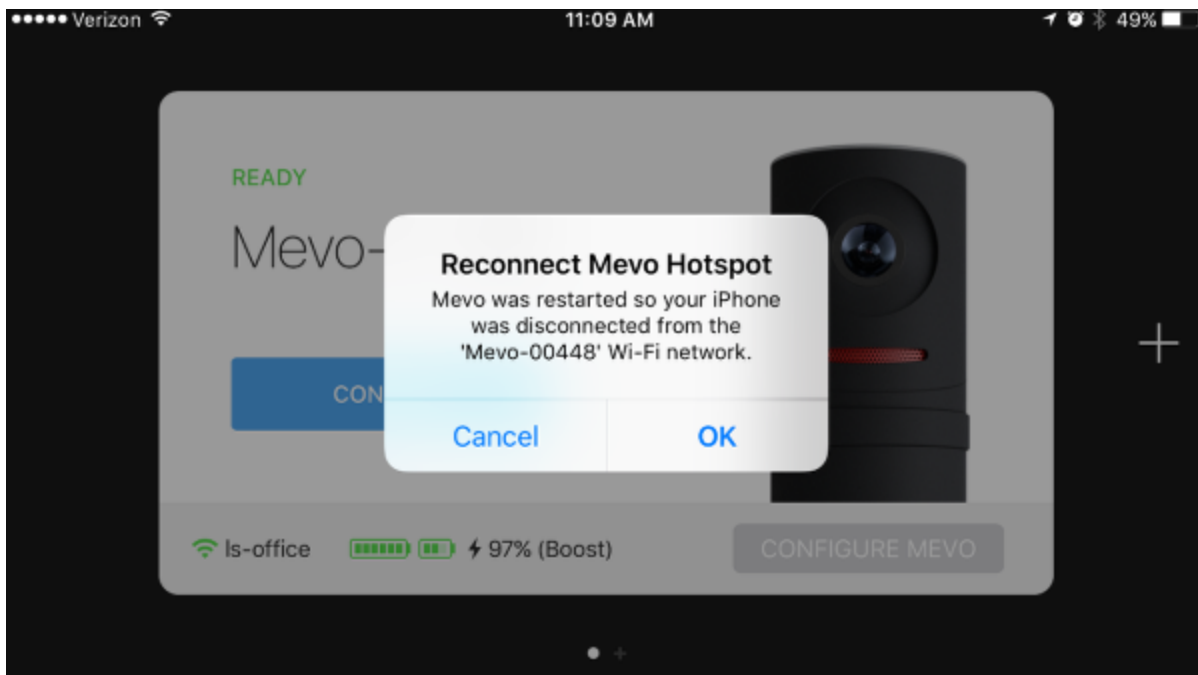 Verizon
11:09 AM
49%
READY
Mevo-
Reconnect Mevo Hotspot
Mevo was restarted so your iPhone
was disconnected from the
'Mevo-00448' Wi-Fi network.
CON
Cancel
OK
ls-office
97% (Boost)
CONFIGURE MEVO